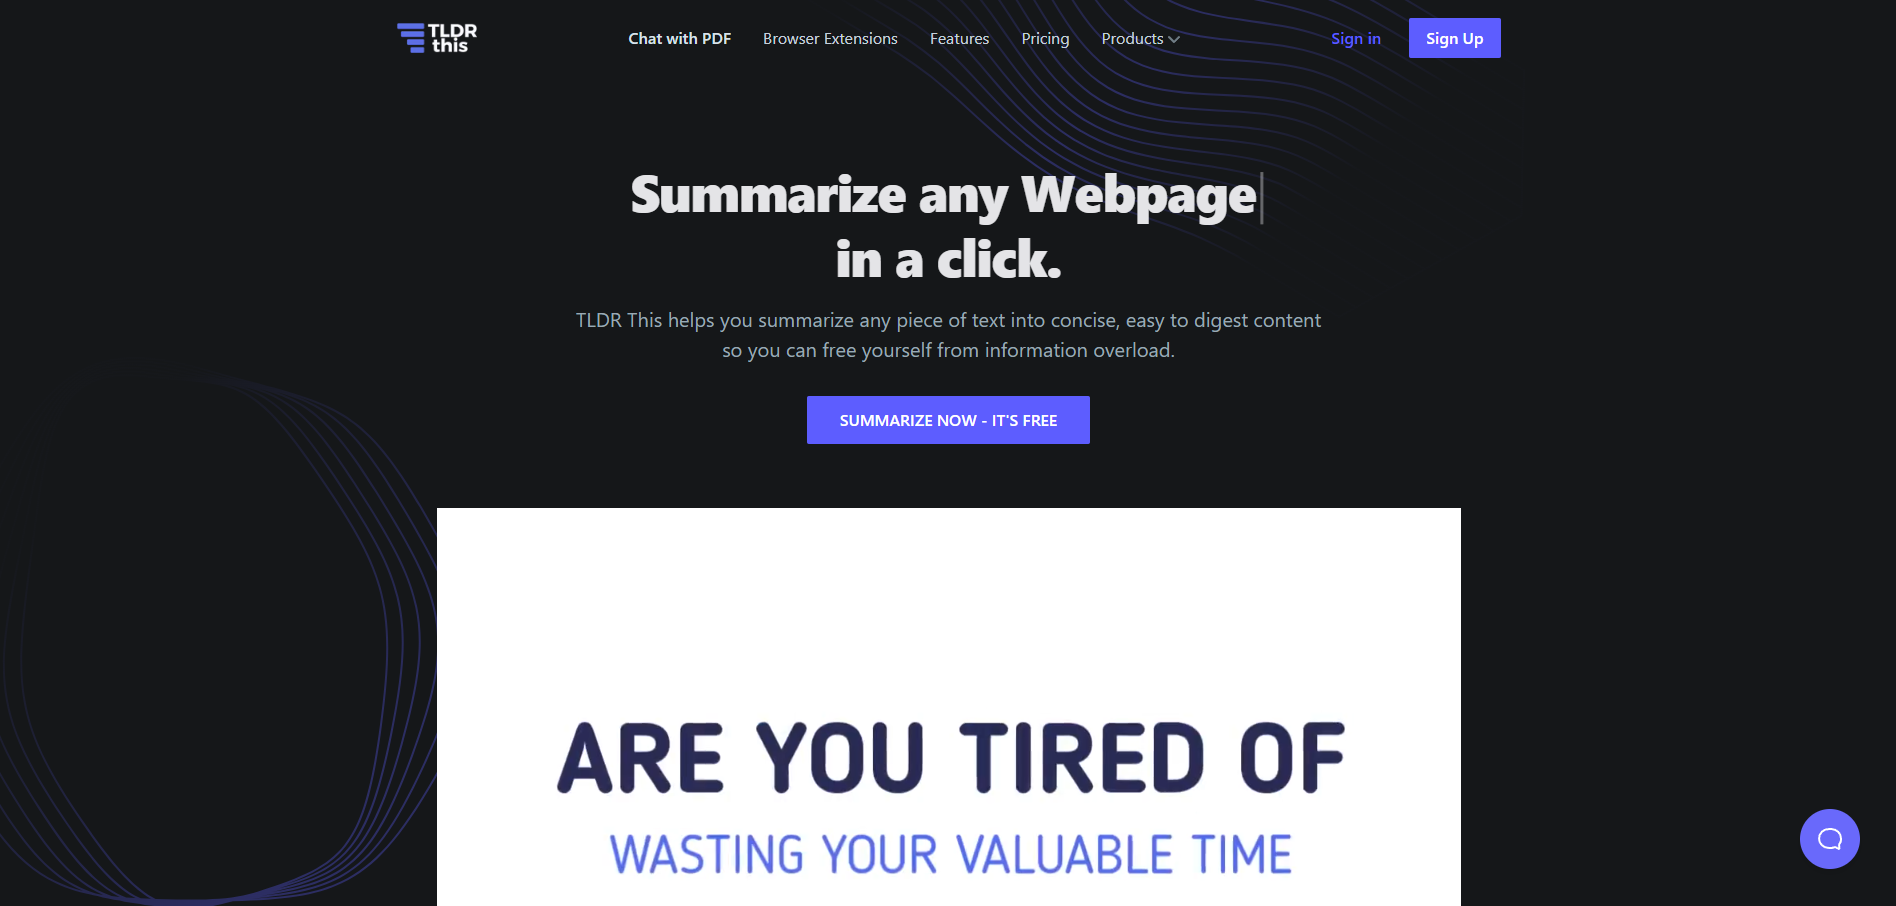 TLDR
this
Chat with PDF
Browser Extensions
Features
Pricing
Products
Sign in
Sign Up
Summarize any Webpage
in a click.
TLDR This helps you summarize any piece of text into concise, easy to digest content
so you can free yourself from information overload.
SUMMARIZE NOW - IT'S FREE
ARE YOU TIRED OF
WASTING YOUR VALUABLE TIME